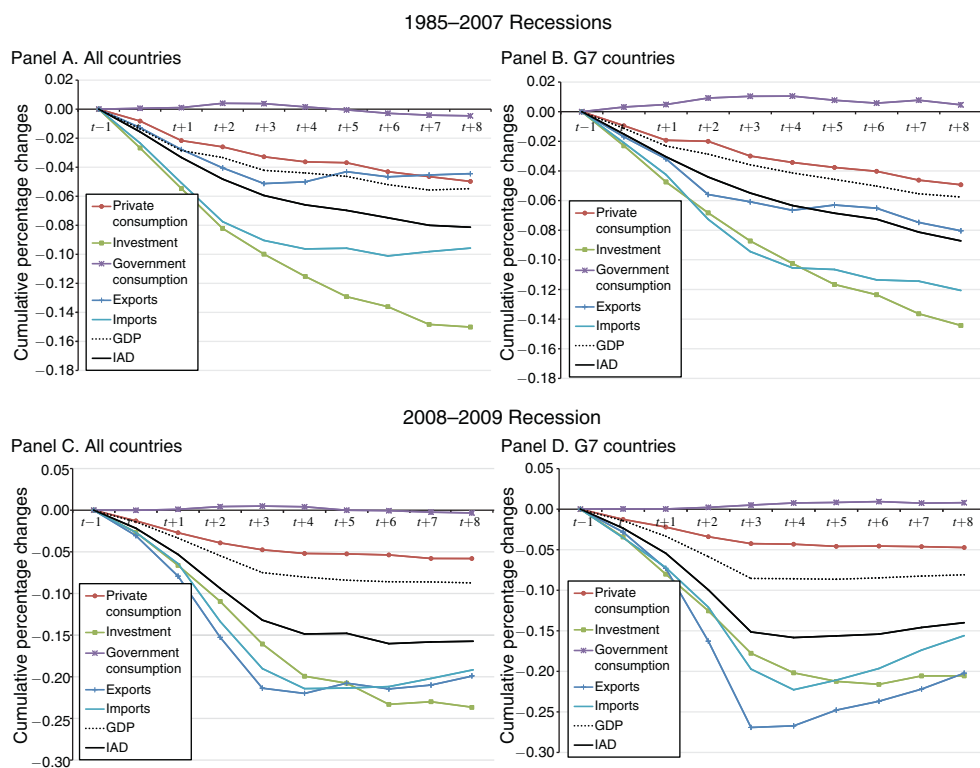 1985–2007 Recessions
Panel A. All countries
Cumulative percentage changes
0.02
0.00
−0.02
−0.04
−0.06
−0.08
−0.10
−0.12
−0.14
−0.16
−0.18
t−1
t+1
t+2
t+3
t+4
t+5
t+6
t+7
t+8
Private
consumption
Investment
Government
consumption
Exports
Imports
GDP
IAD
Panel B. G7 countries
Cumulative percentage changes
0.02
0.00
−0.02
−0.04
−0.06
−0.08
−0.10
−0.12
−0.14
−0.16
−0.18
t−1
t+1
t+2
t+3
t+4
t+5
t+6
t+7
t+8
Private
consumption
Investment
Government
consumption
Exports
Imports
GDP
IAD
2008–2009 Recession
Panel C. All countries
Cumulative percentage changes
0.05
0.00
−0.05
−0.10
−0.15
−0.20
−0.25
−0.30
t−1
t+1
t+2
t+3
t+4
t+5
t+6
t+7
t+8
Private
consumption
Investment
Government
consumption
Exports
Imports
GDP
IAD
Panel D. G7 countries
Cumulative percentage changes
0.05
0.00
−0.05
−0.10
−0.15
−0.20
−0.25
−0.30
t−1
t+1
t+2
t+3
t+4
t+5
t+6
t+7
t+8
Private
consumption
Investment
Government
consumption
Exports
Imports
GDP
IAD